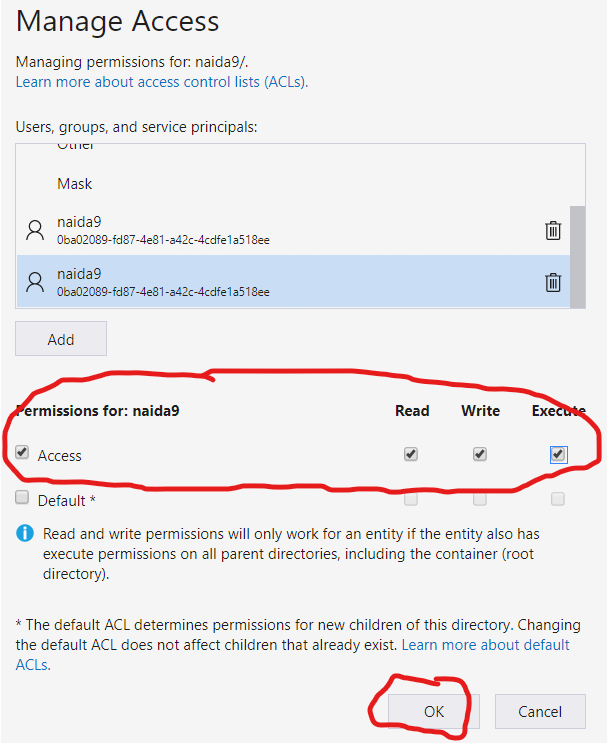 Manage Access
Managing permissions for: naida9/.
Learn more about access control lists (ACLs).
Users, groups, and service principals:
Other
Mask
naida9
0ba02089-fd87-4e81-a42c-4cdfe1a518ee
naida9
0ba02089-fd87-4e81-a42c-4cdfe1a518ee
Add
Permissions for: naida9 Read Write Execute
Access
Default *
Read and write permissions will only work for an entity if the entity also has
execute permissions on all parent directories, including the container (root
directory).
* The default ACL determines permissions for new children of this directory. Changing
the default ACL does not affect children that already exist. Learn more about default
ACLs.
OK Cancel